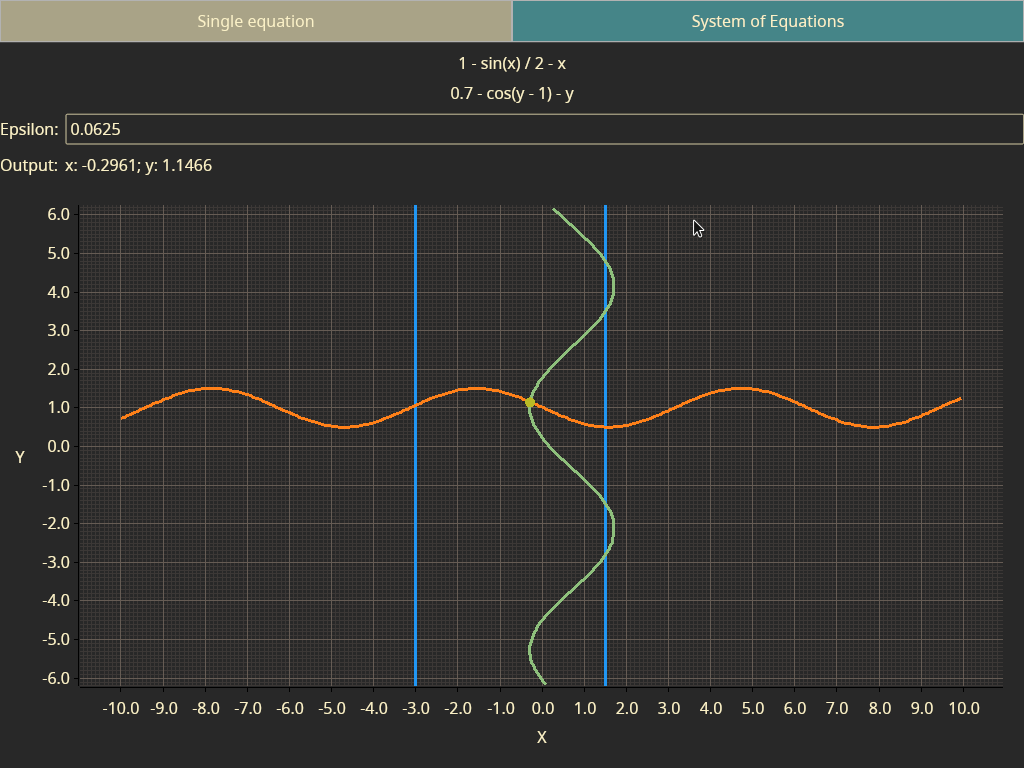 Single equation System of Equations
1 - sin(x) / 2 - x
0.7 - cos(y - 1) - y
Epsilon: 0.0625
Output: x: -0.2961; y: 1.1466
6.0
5.0
4.0
3.0
2.0
1.0
0.0
Y
-1.0
-2.0
-3.0
-4.0
-5.0
-6.0
-10.0 -9.0 -8.0 -7.0 -6.0 -5.0 -4.0 -3.0 -2.0 -1.0 0.0 1.0 2.0 3.0 4.0 5.0 6.0 7.0 8.0 9.0 10.0
X